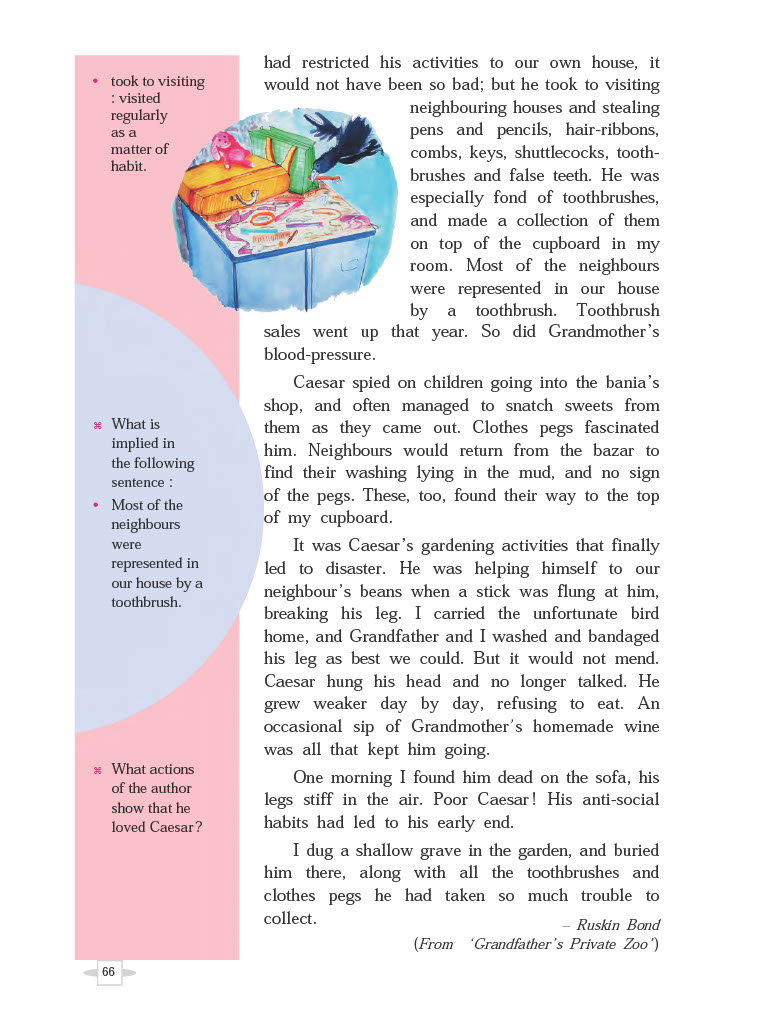 • took to visiting
: visited
regularly
as a
matter of
habit.
⌘ What is
implied in
the following
sentence :
• Most of the
neighbours
were
represented in
our house by a
toothbrush.
⌘ What actions
of the author
show that he
loved Caesar?
had restricted his activities to our own house, it
would not have been so bad; but he took to visiting
neighbouring houses and stealing
pens and pencils, hair-ribbons,
combs, keys, shuttlecocks, tooth-
brushes and false teeth. He was
especially fond of toothbrushes,
and made a collection of them
on top of the cupboard in my
room. Most of the neighbours
were represented in our house
by a toothbrush. Toothbrush
sales went up that year. So did Grandmother's
blood-pressure.
Caesar spied on children going into the bania's
shop, and often managed to snatch sweets from
them as they came out. Clothes pegs fascinated
him. Neighbours would return from the bazar to
find their washing lying in the mud, and no sign
of the pegs. These, too, found their way to the top
of my cupboard.
It was Caesar's gardening activities that finally
led to disaster. He was helping himself to our
neighbour's beans when a stick was flung at him,
breaking his leg. I carried the unfortunate bird
home, and Grandfather and I washed and bandaged
his leg as best we could. But it would not mend.
Caesar hung his head and no longer talked. He
grew weaker day by day, refusing to eat. An
occasional sip of Grandmother's homemade wine
was all that kept him going.
One morning I found him dead on the sofa, his
legs stiff in the air. Poor Caesar! His anti-social
habits had led to his early end.
I dug a shallow grave in the garden, and buried
him there, along with all the toothbrushes and
clothes pegs he had taken so much trouble to
collect.
– Ruskin Bond
(From 'Grandfather's Private Zoo')
66